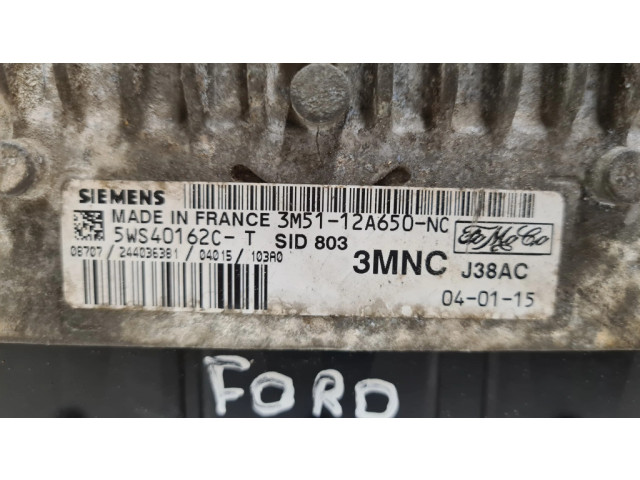 SIEMENS
MADE IN FRANCE 3M51-12A650-NC
5WS40162C- T SID 803
08707 / 244036381 / 04015 / 103A0
FoMoCo
3MNC J38AC
04-01-15
FORD